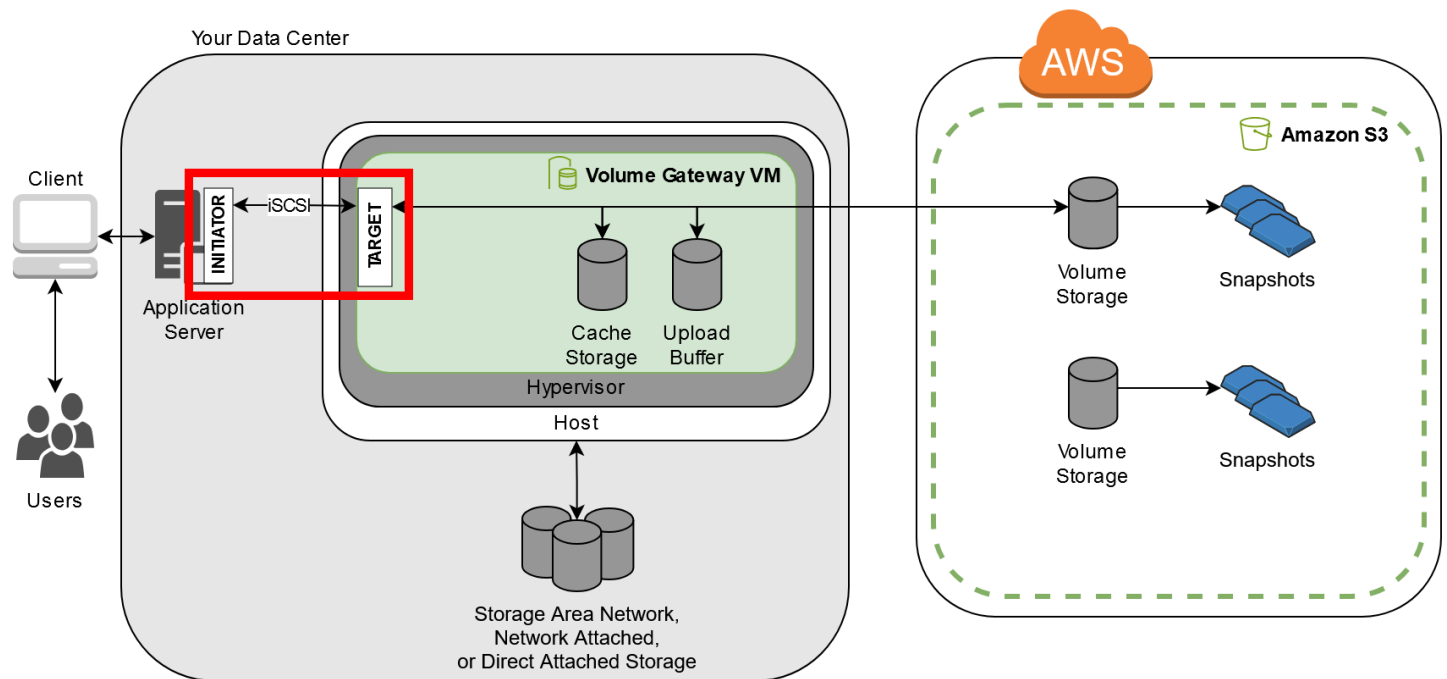 Your Data Center
AWS
Amazon S3
Client
Volume Gateway VM
INITIATOR
iSCSI
TARGET
Application
Server
Cache
Storage
Upload
Buffer
Hypervisor
Host
Volume
Storage
Snapshots
Volume
Storage
Snapshots
Users
Storage Area Network,
Network Attached,
or Direct Attached Storage